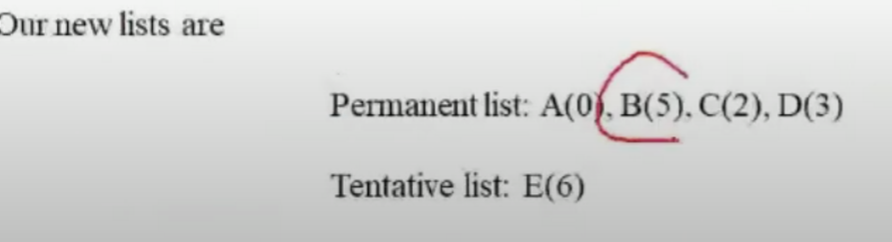 Our new lists are
Permanent list: A(0), B(5), C(2), D(3)
Tentative list: E(6)